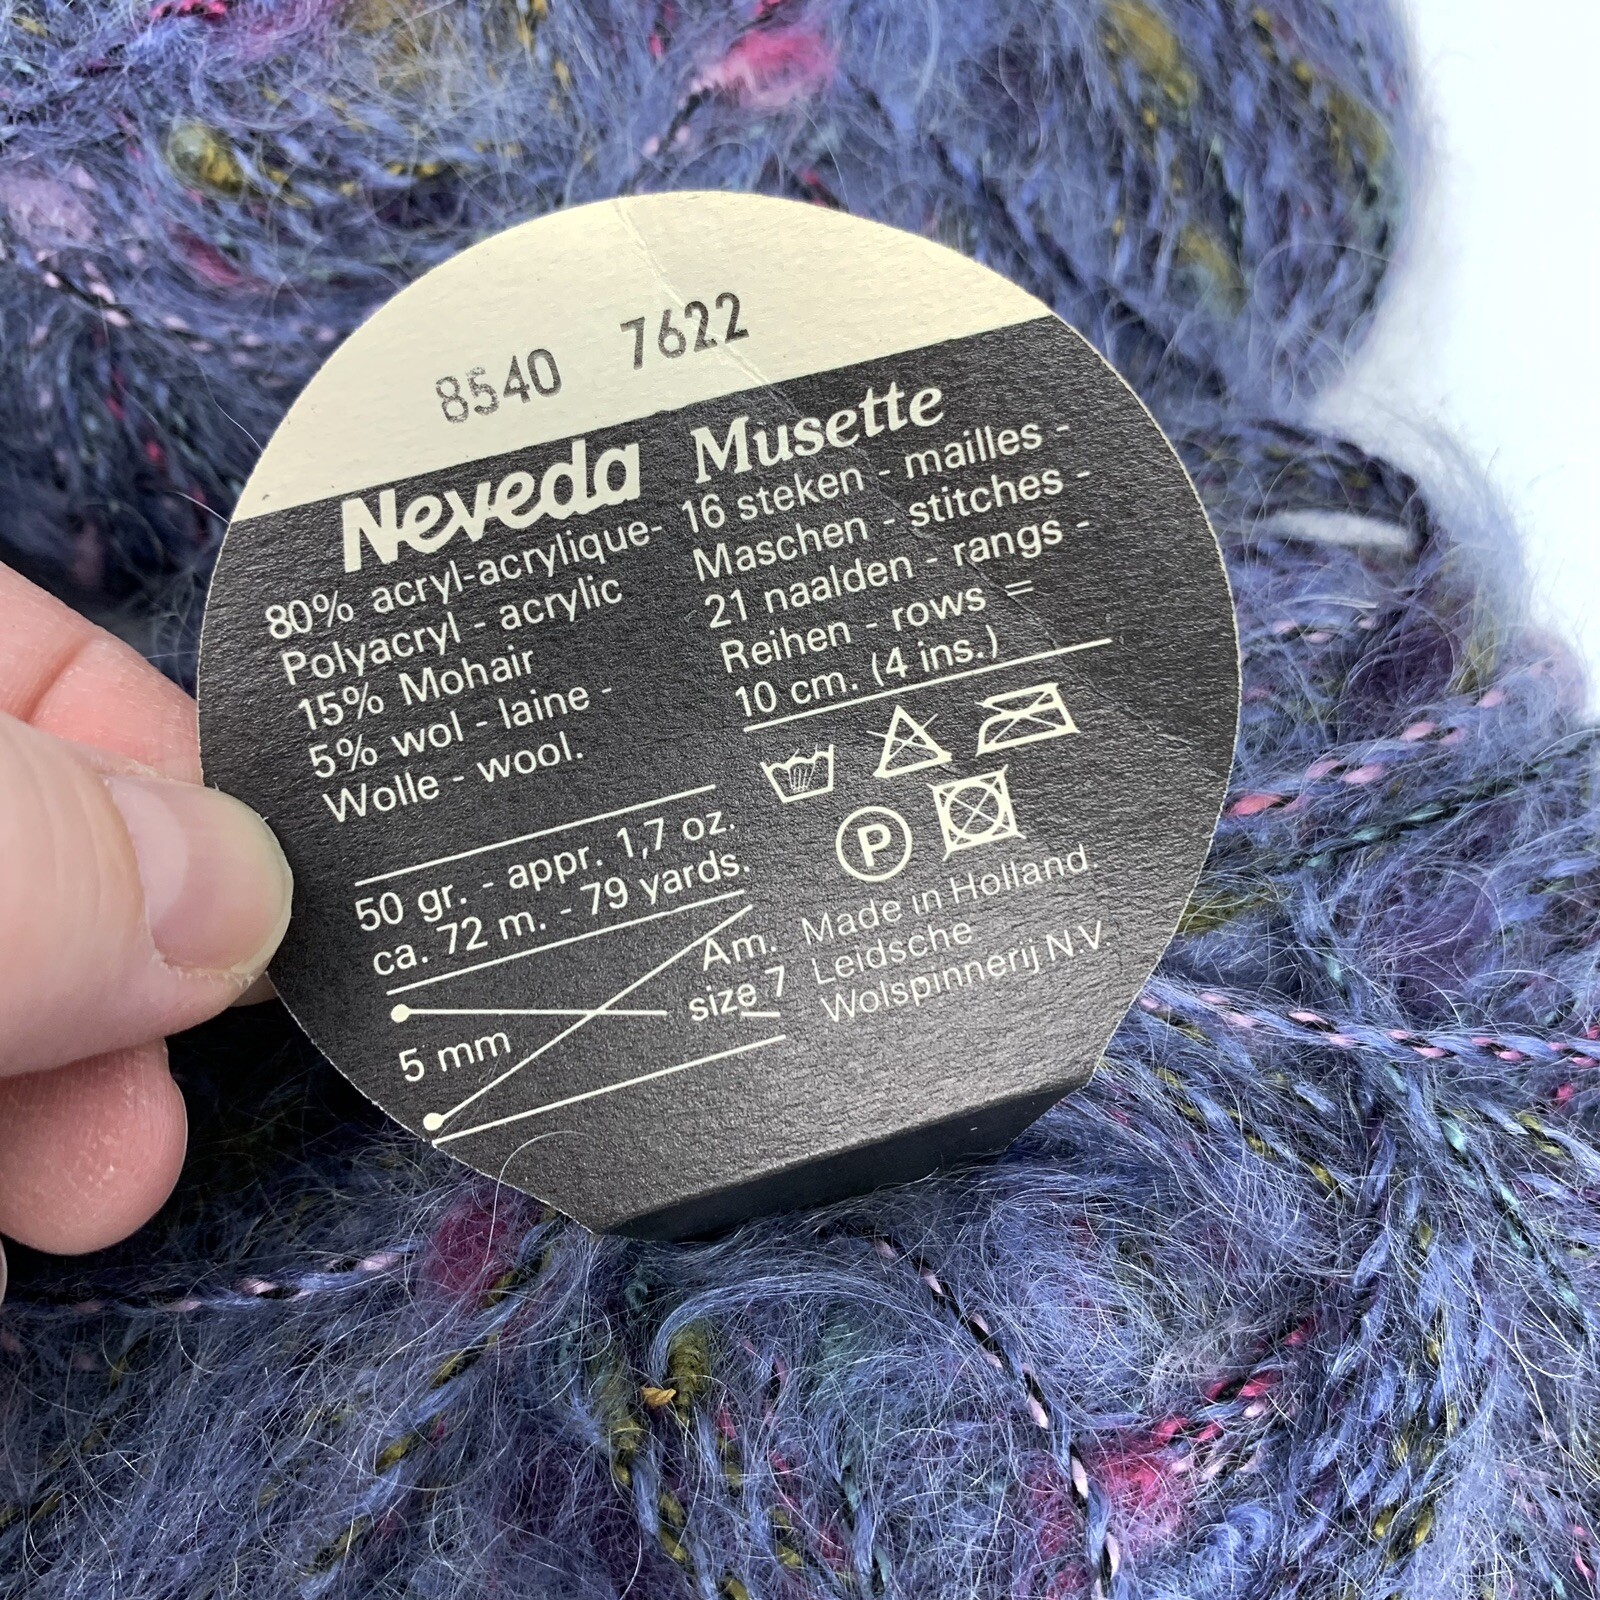 8540 7622
Neveda Musette
80% acryl-acrylique-
Polyacryl - acrylic
15% Mohair
5% wol - laine -
Wolle - wool.
50 gr. - appr. 1,7 oz.
ca. 72 m. - 79 yards.
Am.
size 7
5 mm
16 steken - mailles -
Maschen - stitches -
21 naalden - rangs -
Reihen - rows =
10 cm. (4 ins.)
P
Made in Holland.
Leidsche
Wolspinnerij N.V.